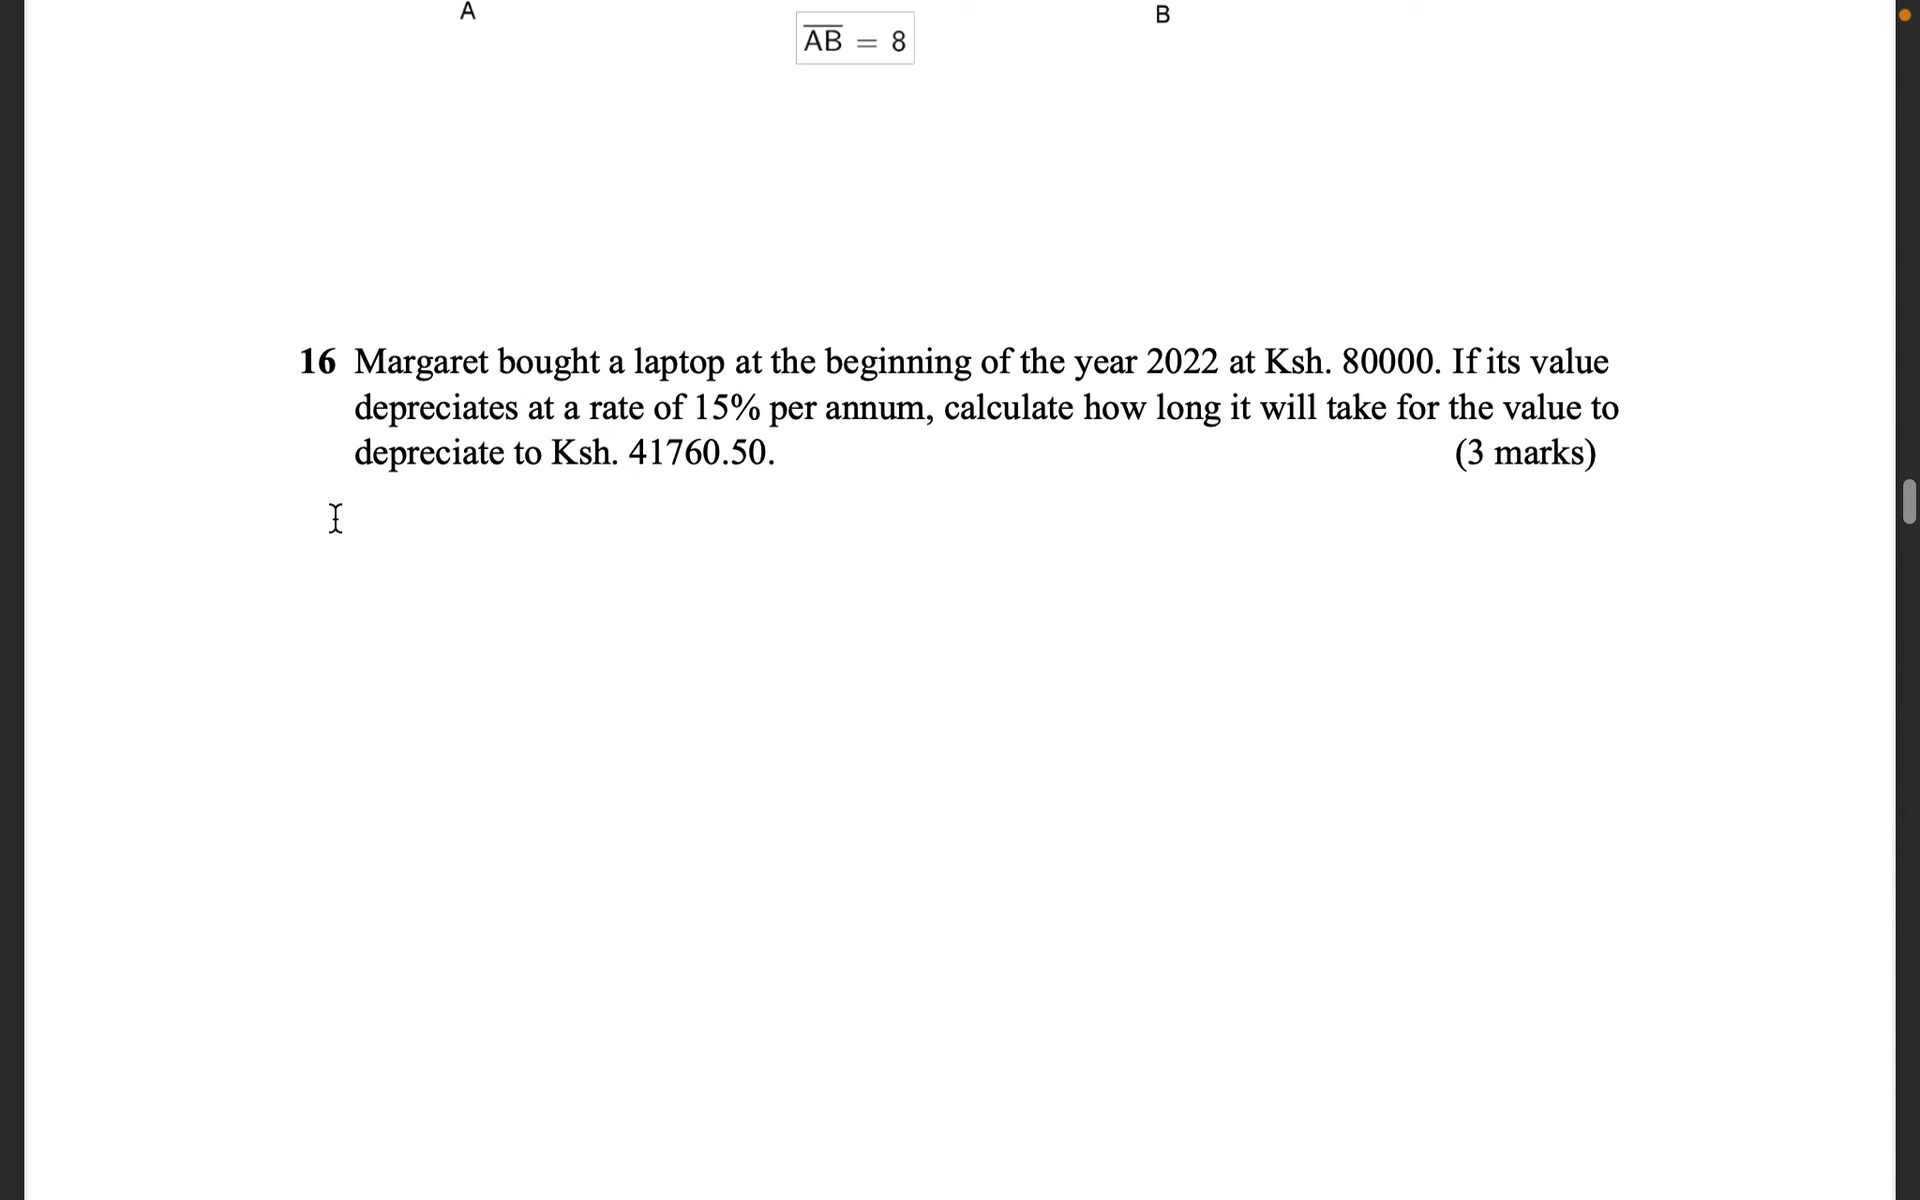 A
B
AB = 8
16 Margaret bought a laptop at the beginning of the year 2022 at Ksh. 80000. If its value
depreciates at a rate of 15% per annum, calculate how long it will take for the value to
depreciate to Ksh. 41760.50. (3 marks)